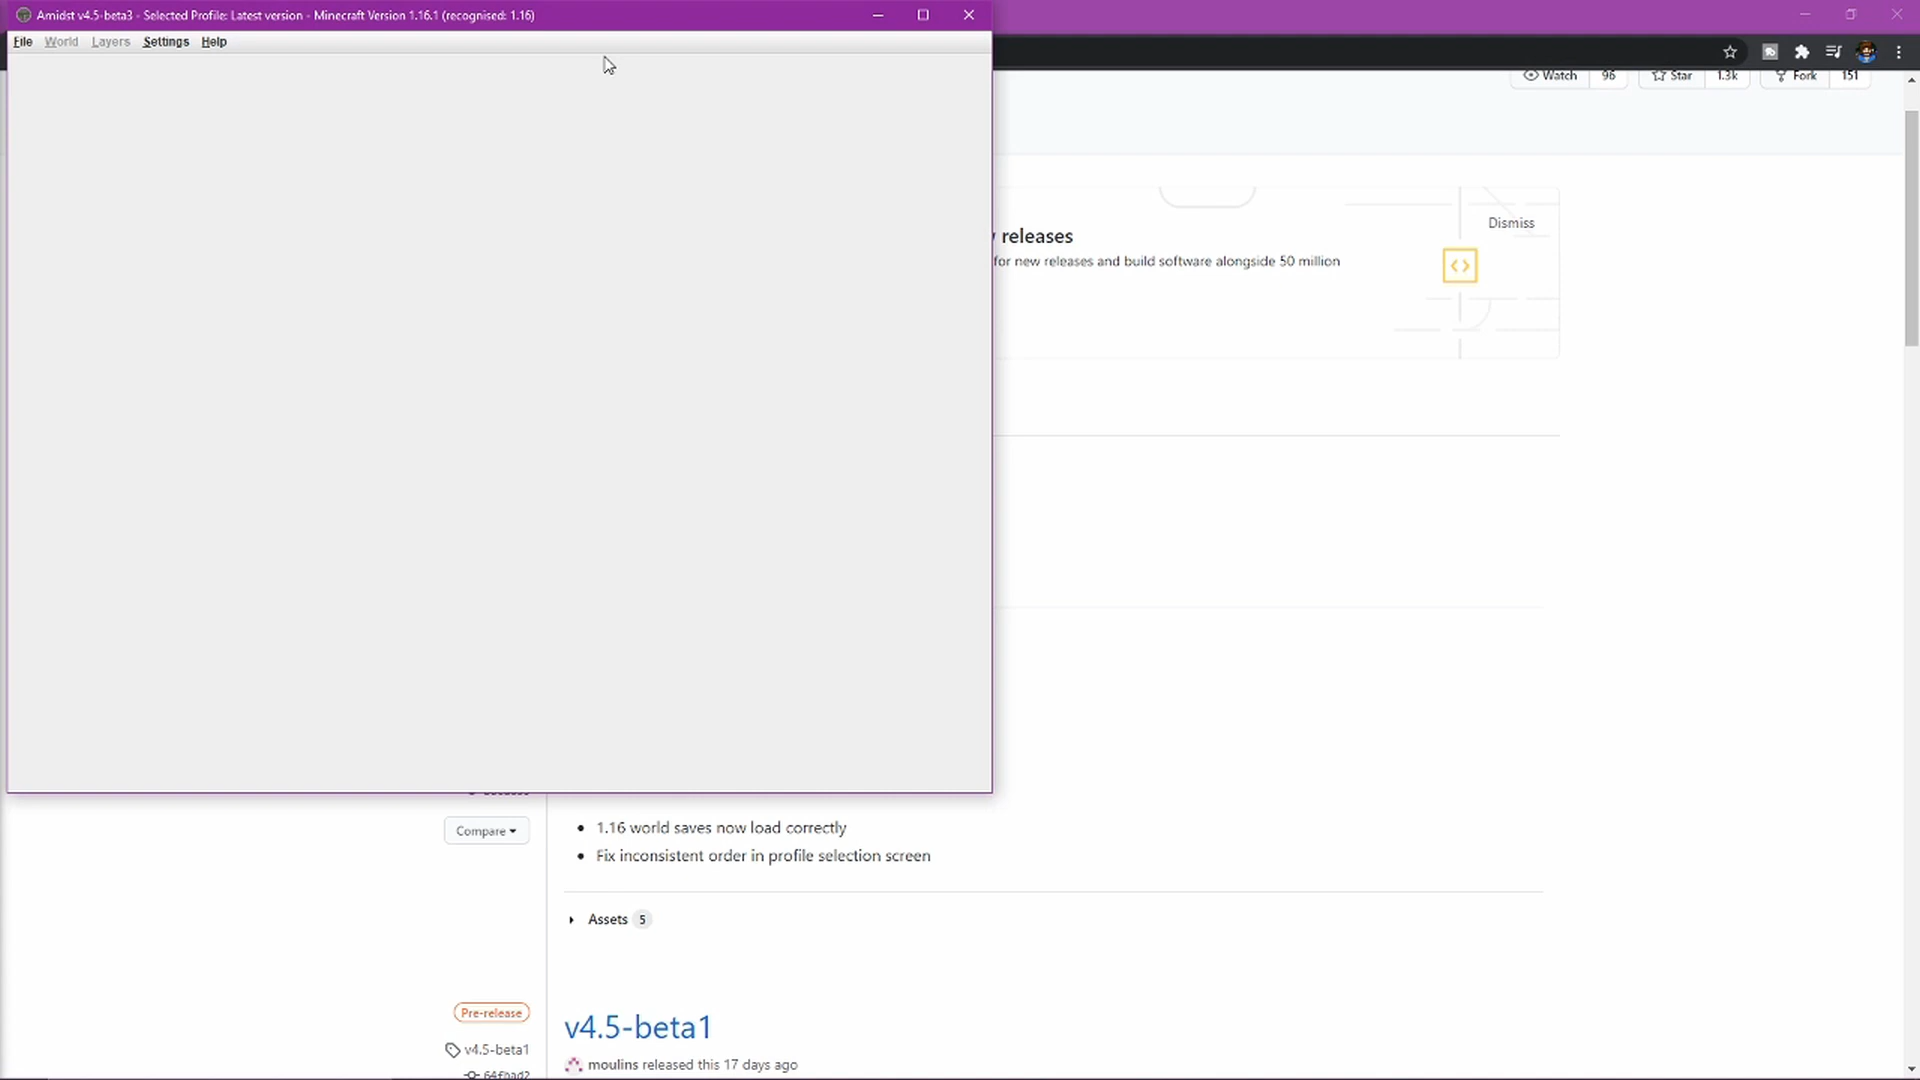 Amidst v4.5-beta3 - Selected Profile: Latest version - Minecraft Version 1.16.1 (recognised: 1.16)
File World Layers Settings Help
Watch 96 Star 1.3k Fork 151
Dismiss
releases
for new releases and build software alongside 50 million
Compare
1.16 world saves now load correctly
Fix inconsistent order in profile selection screen
Assets 5
Pre-release
v4.5-beta1
v4.5-beta1
64fbad2
moulins released this 17 days ago